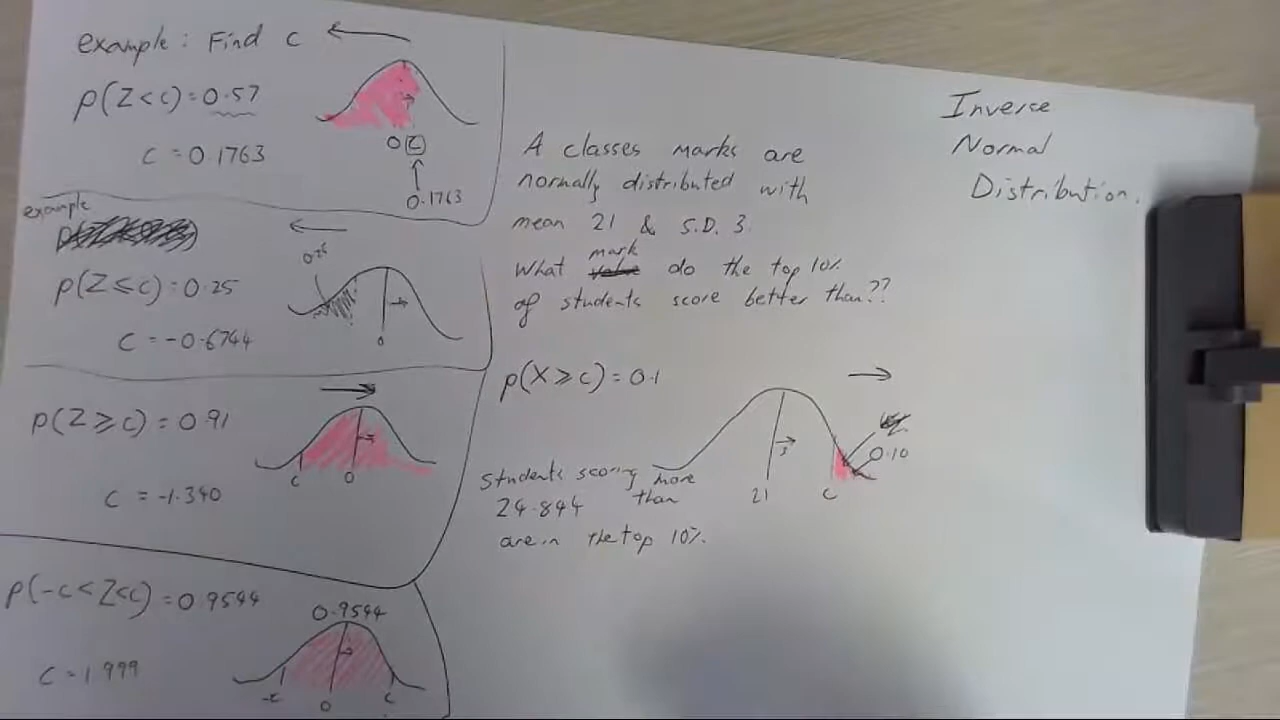 example: Find c
p(Z<c) = 0.57
c = 0.1763
0 c
0.1763
example
p(Z≤c) = 0.25
c = -0.6744
0.25
0
p(Z≥c) = 0.91
c = -1.340
c 0
p(-c<Z<c) = 0.9544
c = 1.999
0.9544
-c 0 c
A classes marks are
normally distributed with
mean 21 & S.D. 3.
mark
What value do the top 10%
of students score better than??
p(X≥c) = 0.1
3
0.10
21 c
Students scoring more
24.844 than
are in the top 10%.
Inverse
Normal
Distribution.